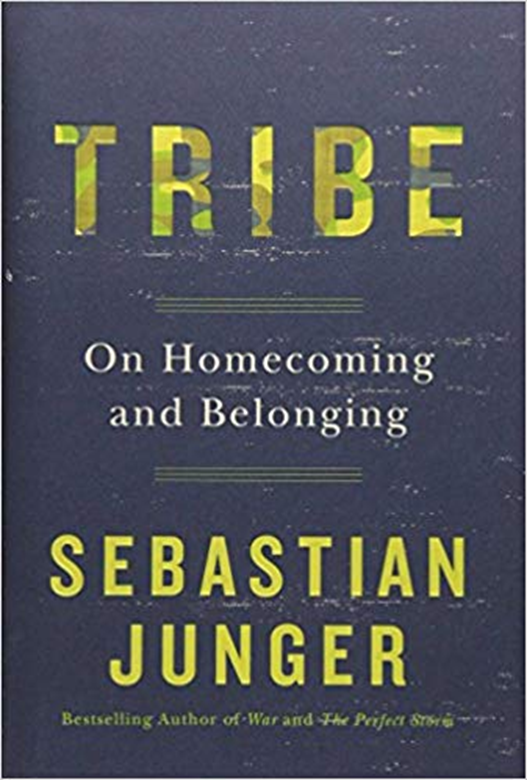 TRIBE
On Homecoming
and Belonging
SEBASTIAN
JUNGER
Bestselling Author of War and The Perfect Storm